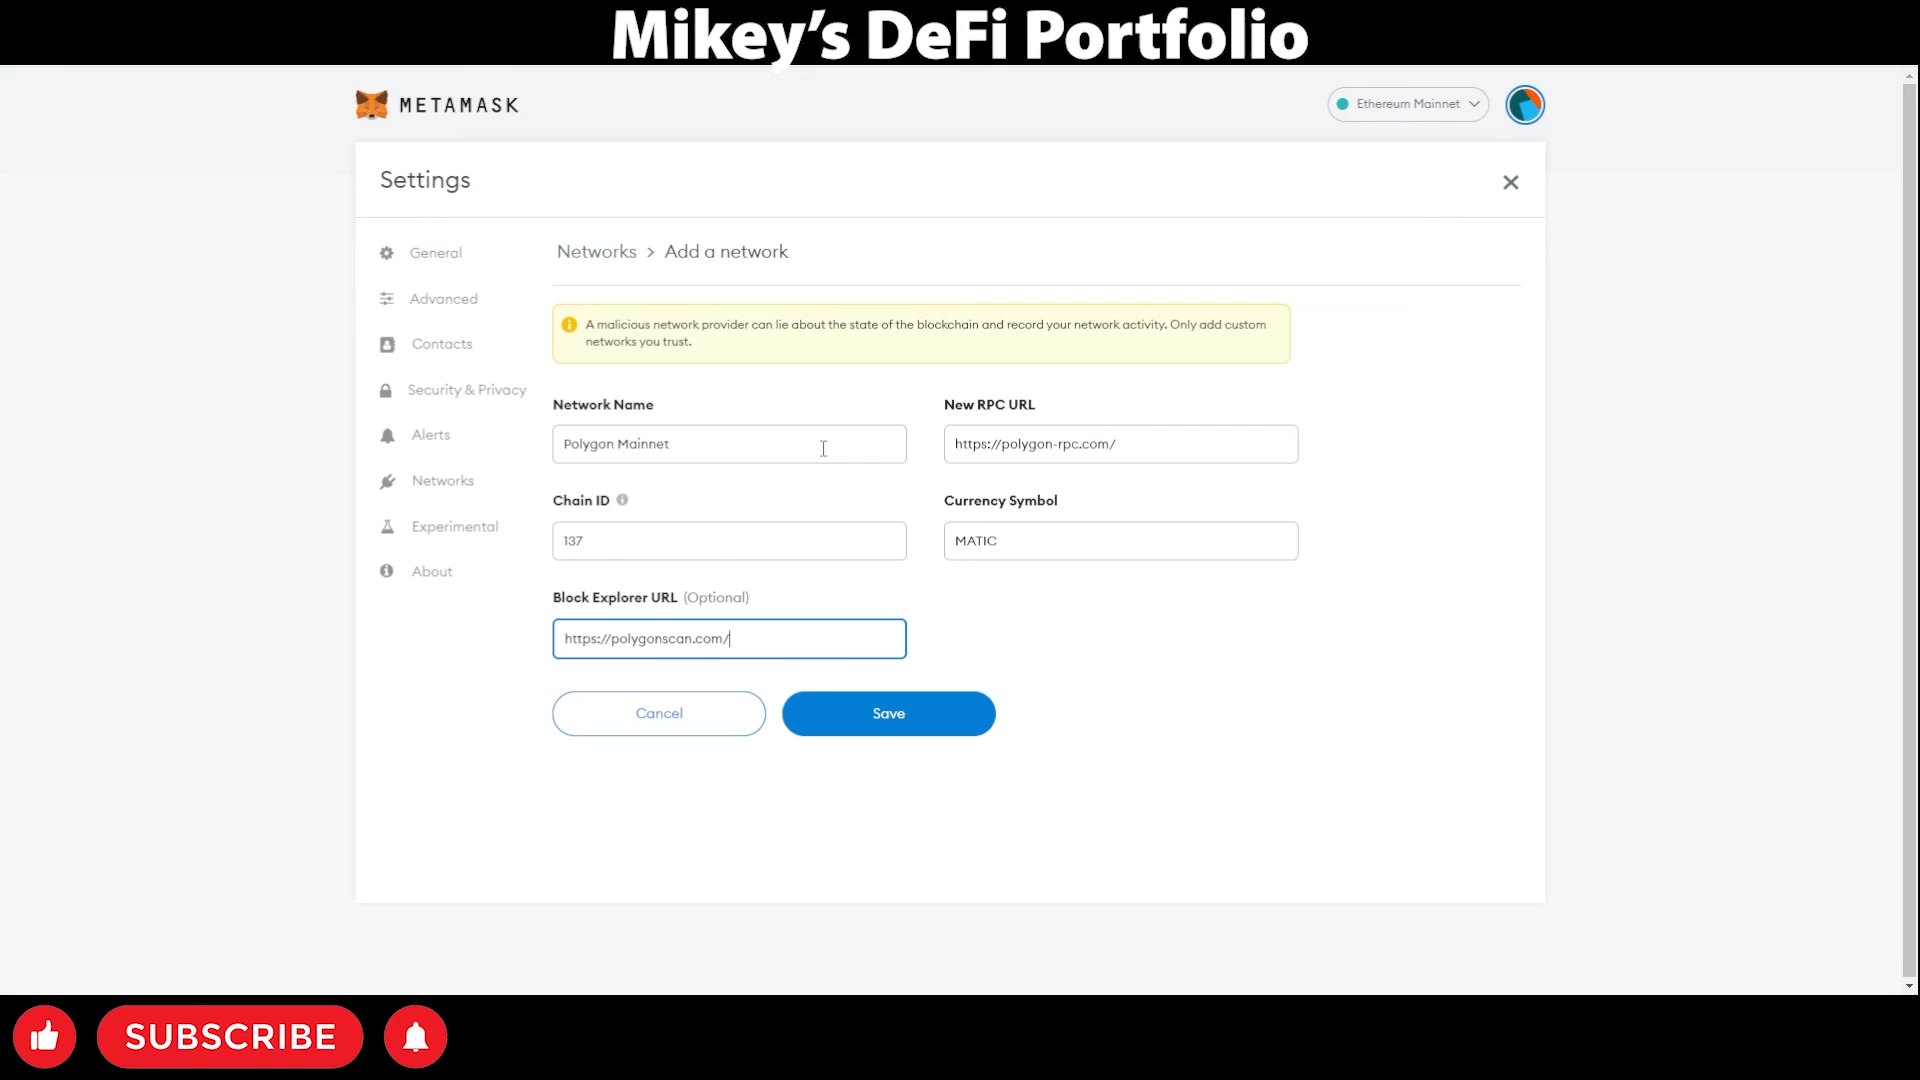 Mikey's DeFi Portfolio
METAMASK
Ethereum Mainnet
Settings
General
Advanced
Contacts
Security & Privacy
Alerts
Networks
Experimental
About
Networks > Add a network
A malicious network provider can lie about the state of the blockchain and record your network activity. Only add custom
networks you trust.
Network Name
Polygon Mainnet
New RPC URL
https://polygon-rpc.com/
Chain ID
137
Currency Symbol
MATIC
Block Explorer URL (Optional)
https://polygonscan.com/
Cancel
Save
SUBSCRIBE